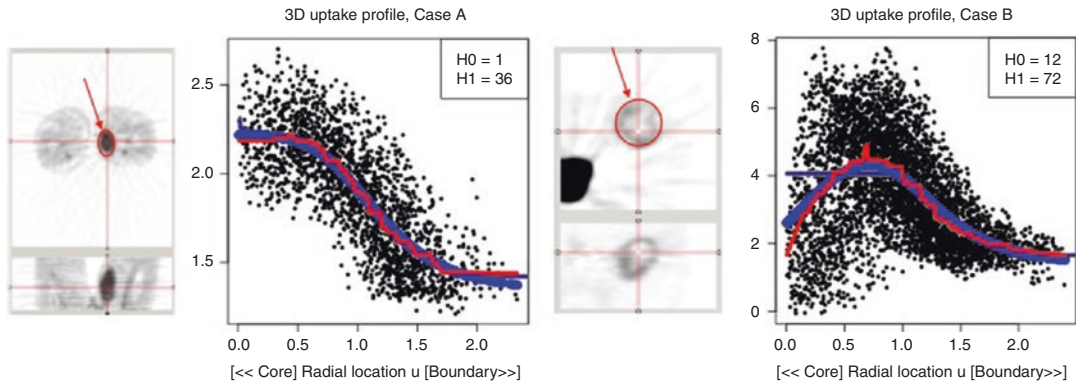 3D uptake profile, Case A
H0 = 1
H1 = 36
2.5
2.0
1.5
0.0 0.5 1.0 1.5 2.0
[<< Core] Radial location u [Boundary>>]
3D uptake profile, Case B
H0 = 12
H1 = 72
8
6
4
2
0
0.0 0.5 1.0 1.5 2.0
[<< Core] Radial location u [Boundary>>]